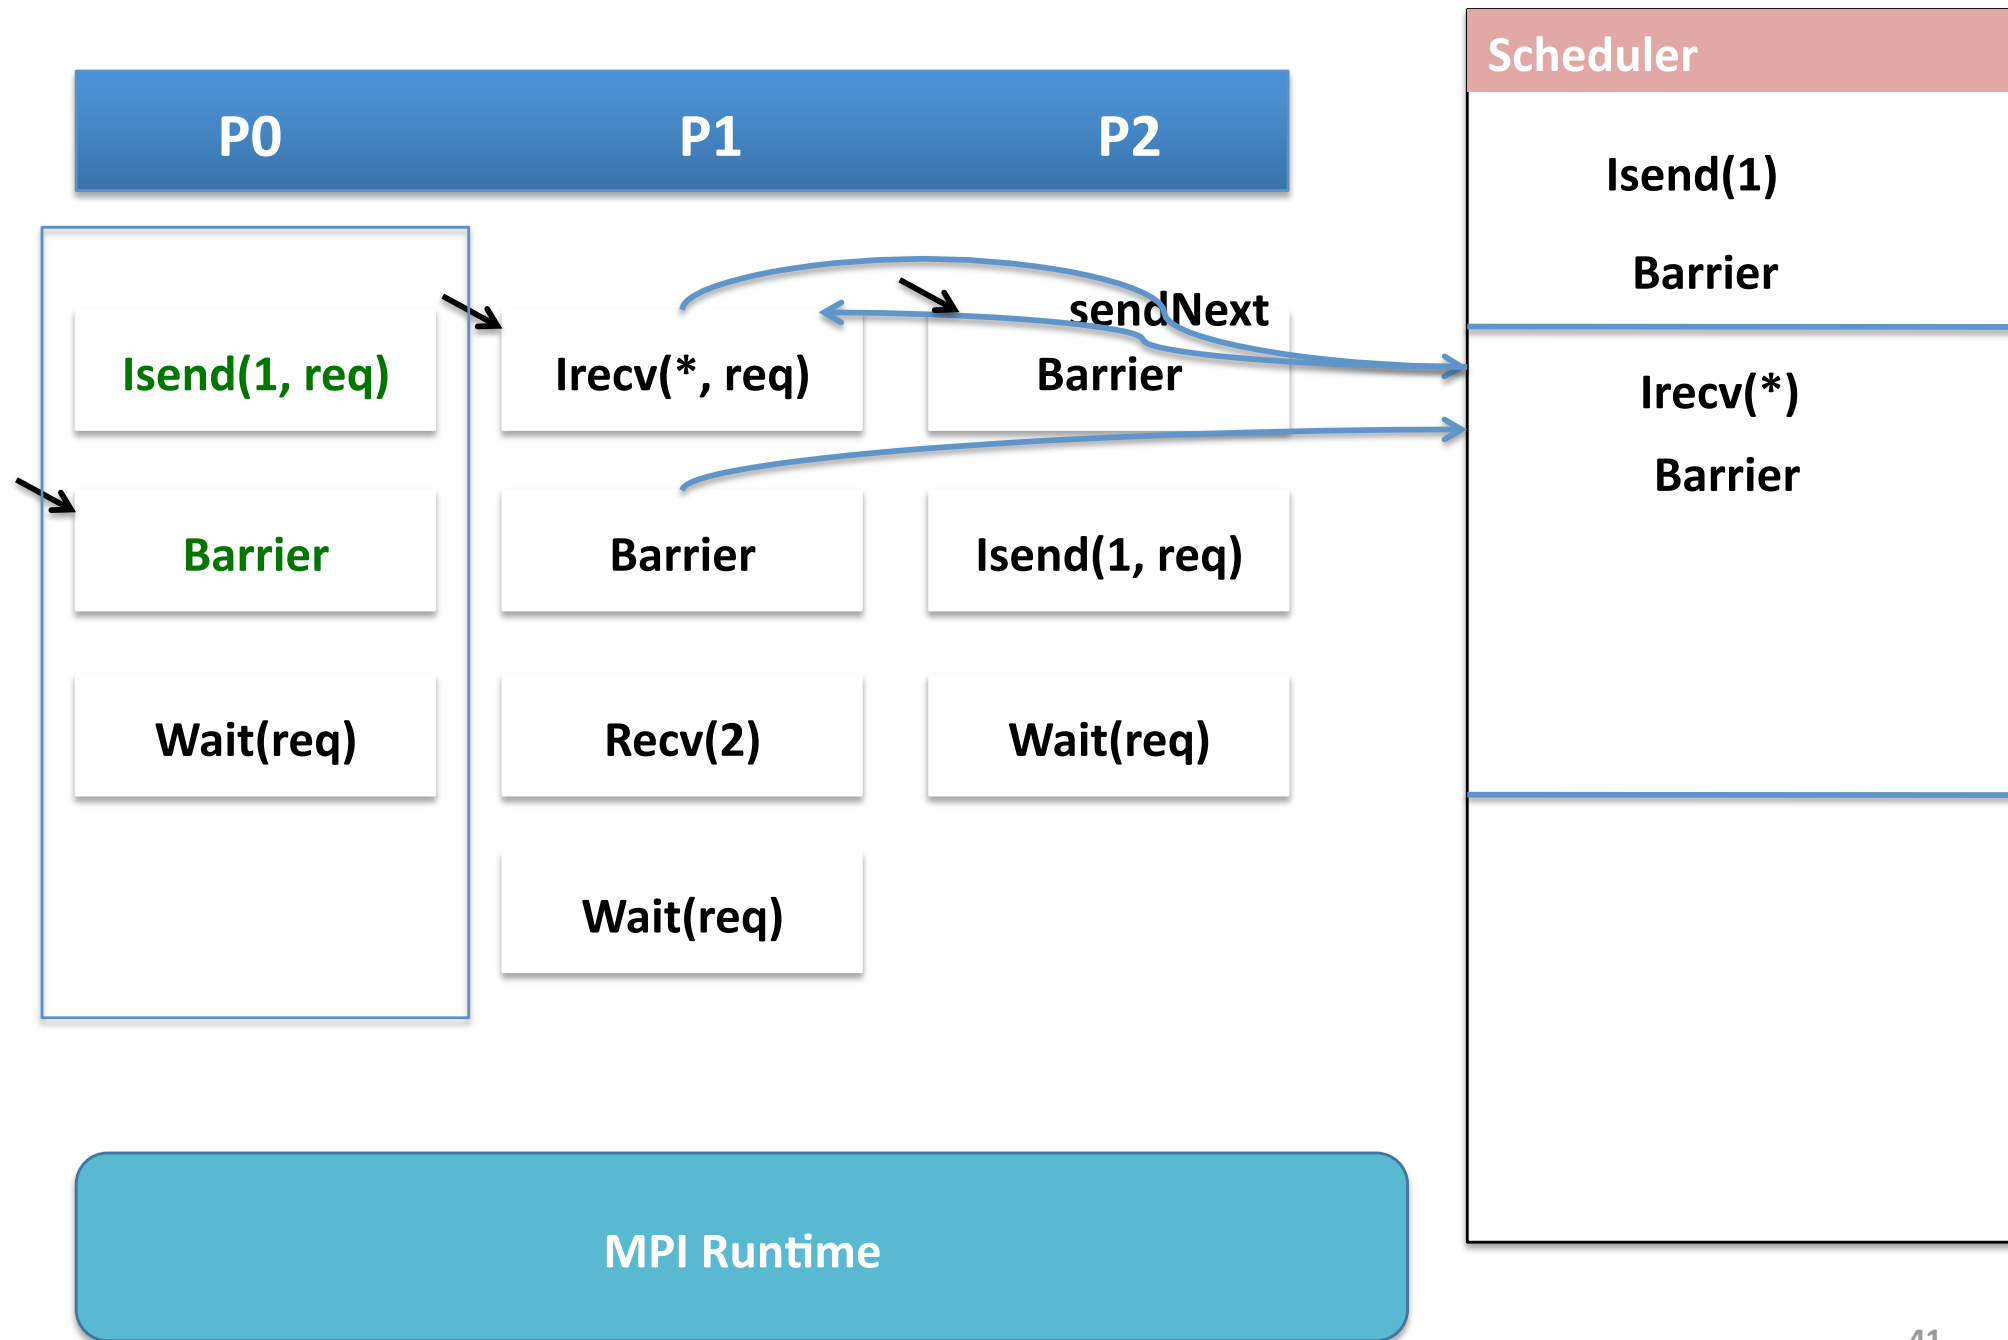 Scheduler
P0 P1 P2
Isend(1)
Barrier
sendNext
Isend(1, req) Irecv(*, req) Barrier
Irecv(*)
Barrier
Barrier Barrier Isend(1, req)
Wait(req) Recv(2) Wait(req)
Wait(req)
MPI Runtime
41